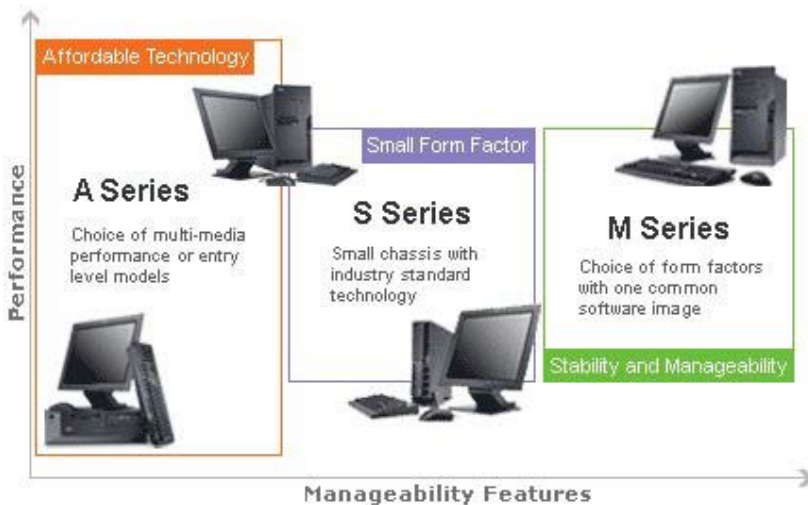 Affordable Technology
A Series
Choice of multi-media
performance or entry
level models
Small Form Factor
S Series
Small chassis with
industry standard
technology
M Series
Choice of form factors
with one common
software image
Stability and Manageability
Performance
Manageability Features